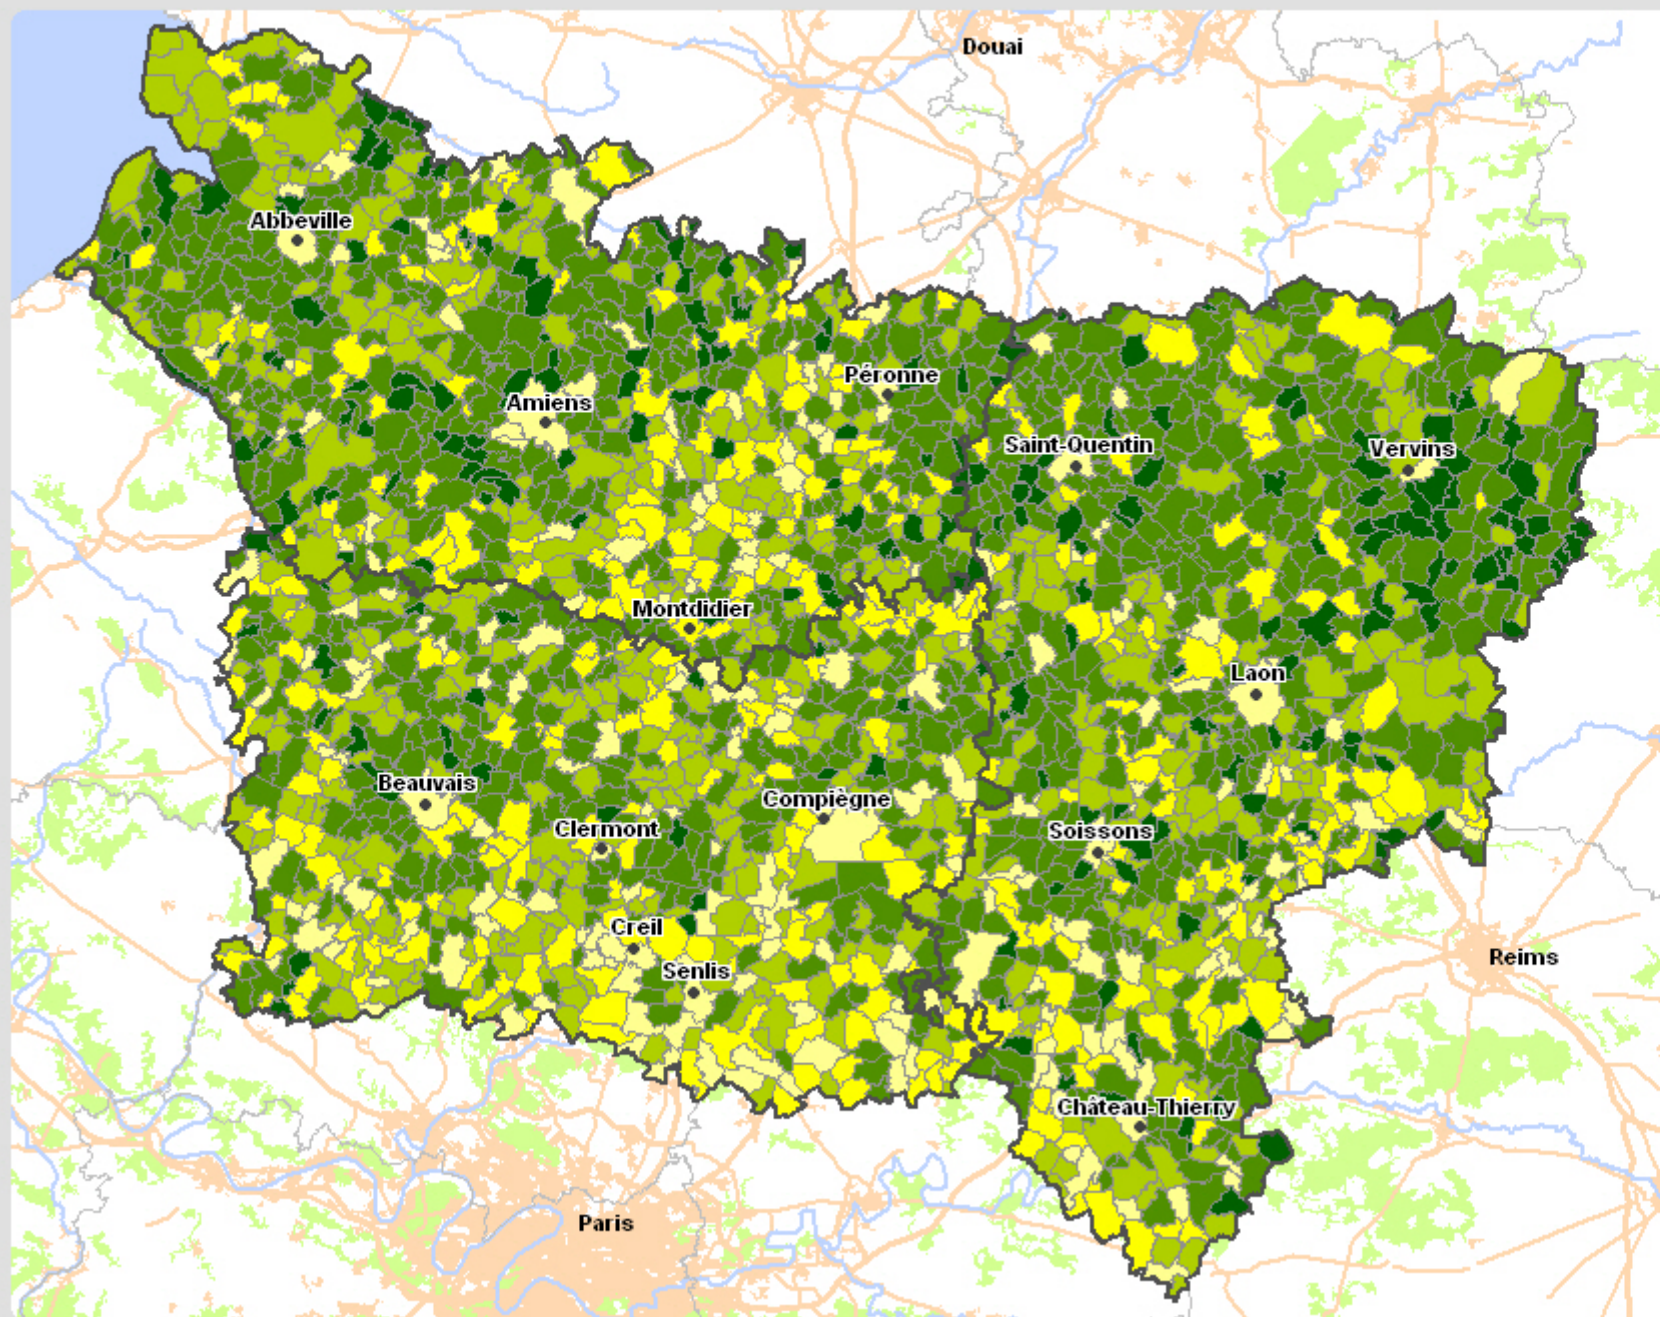 Douai
Abbeville
Péronne
Amiens
Saint-Quentin
Vervins
Montdidier
Laon
Beauvais
Compiègne
Clermont
Soissons
Creil
Reims
Senlis
Château-Thierry
Paris